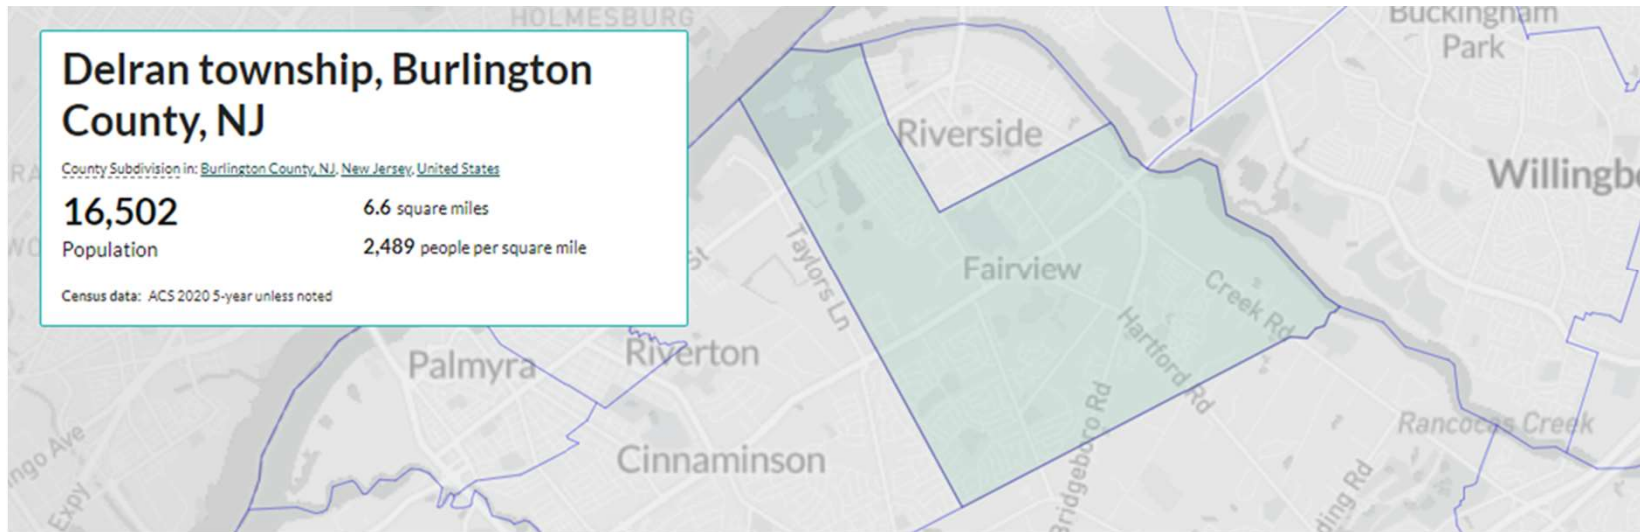 HOLMESBURG
Buckingham
Park
Delran township, Burlington
County, NJ
County Subdivision in: Burlington County, NJ, New Jersey, United States
16,502
Population
6.6 square miles
2,489 people per square mile
Census data: ACS 2020 5-year unless noted
Riverside
Taylors Ln
St
Fairview
Creek Rd
Hartford Rd
Palmyra
Riverton
Cinnaminson
Bridgeboro Rd
Rancocas Creek
Expy